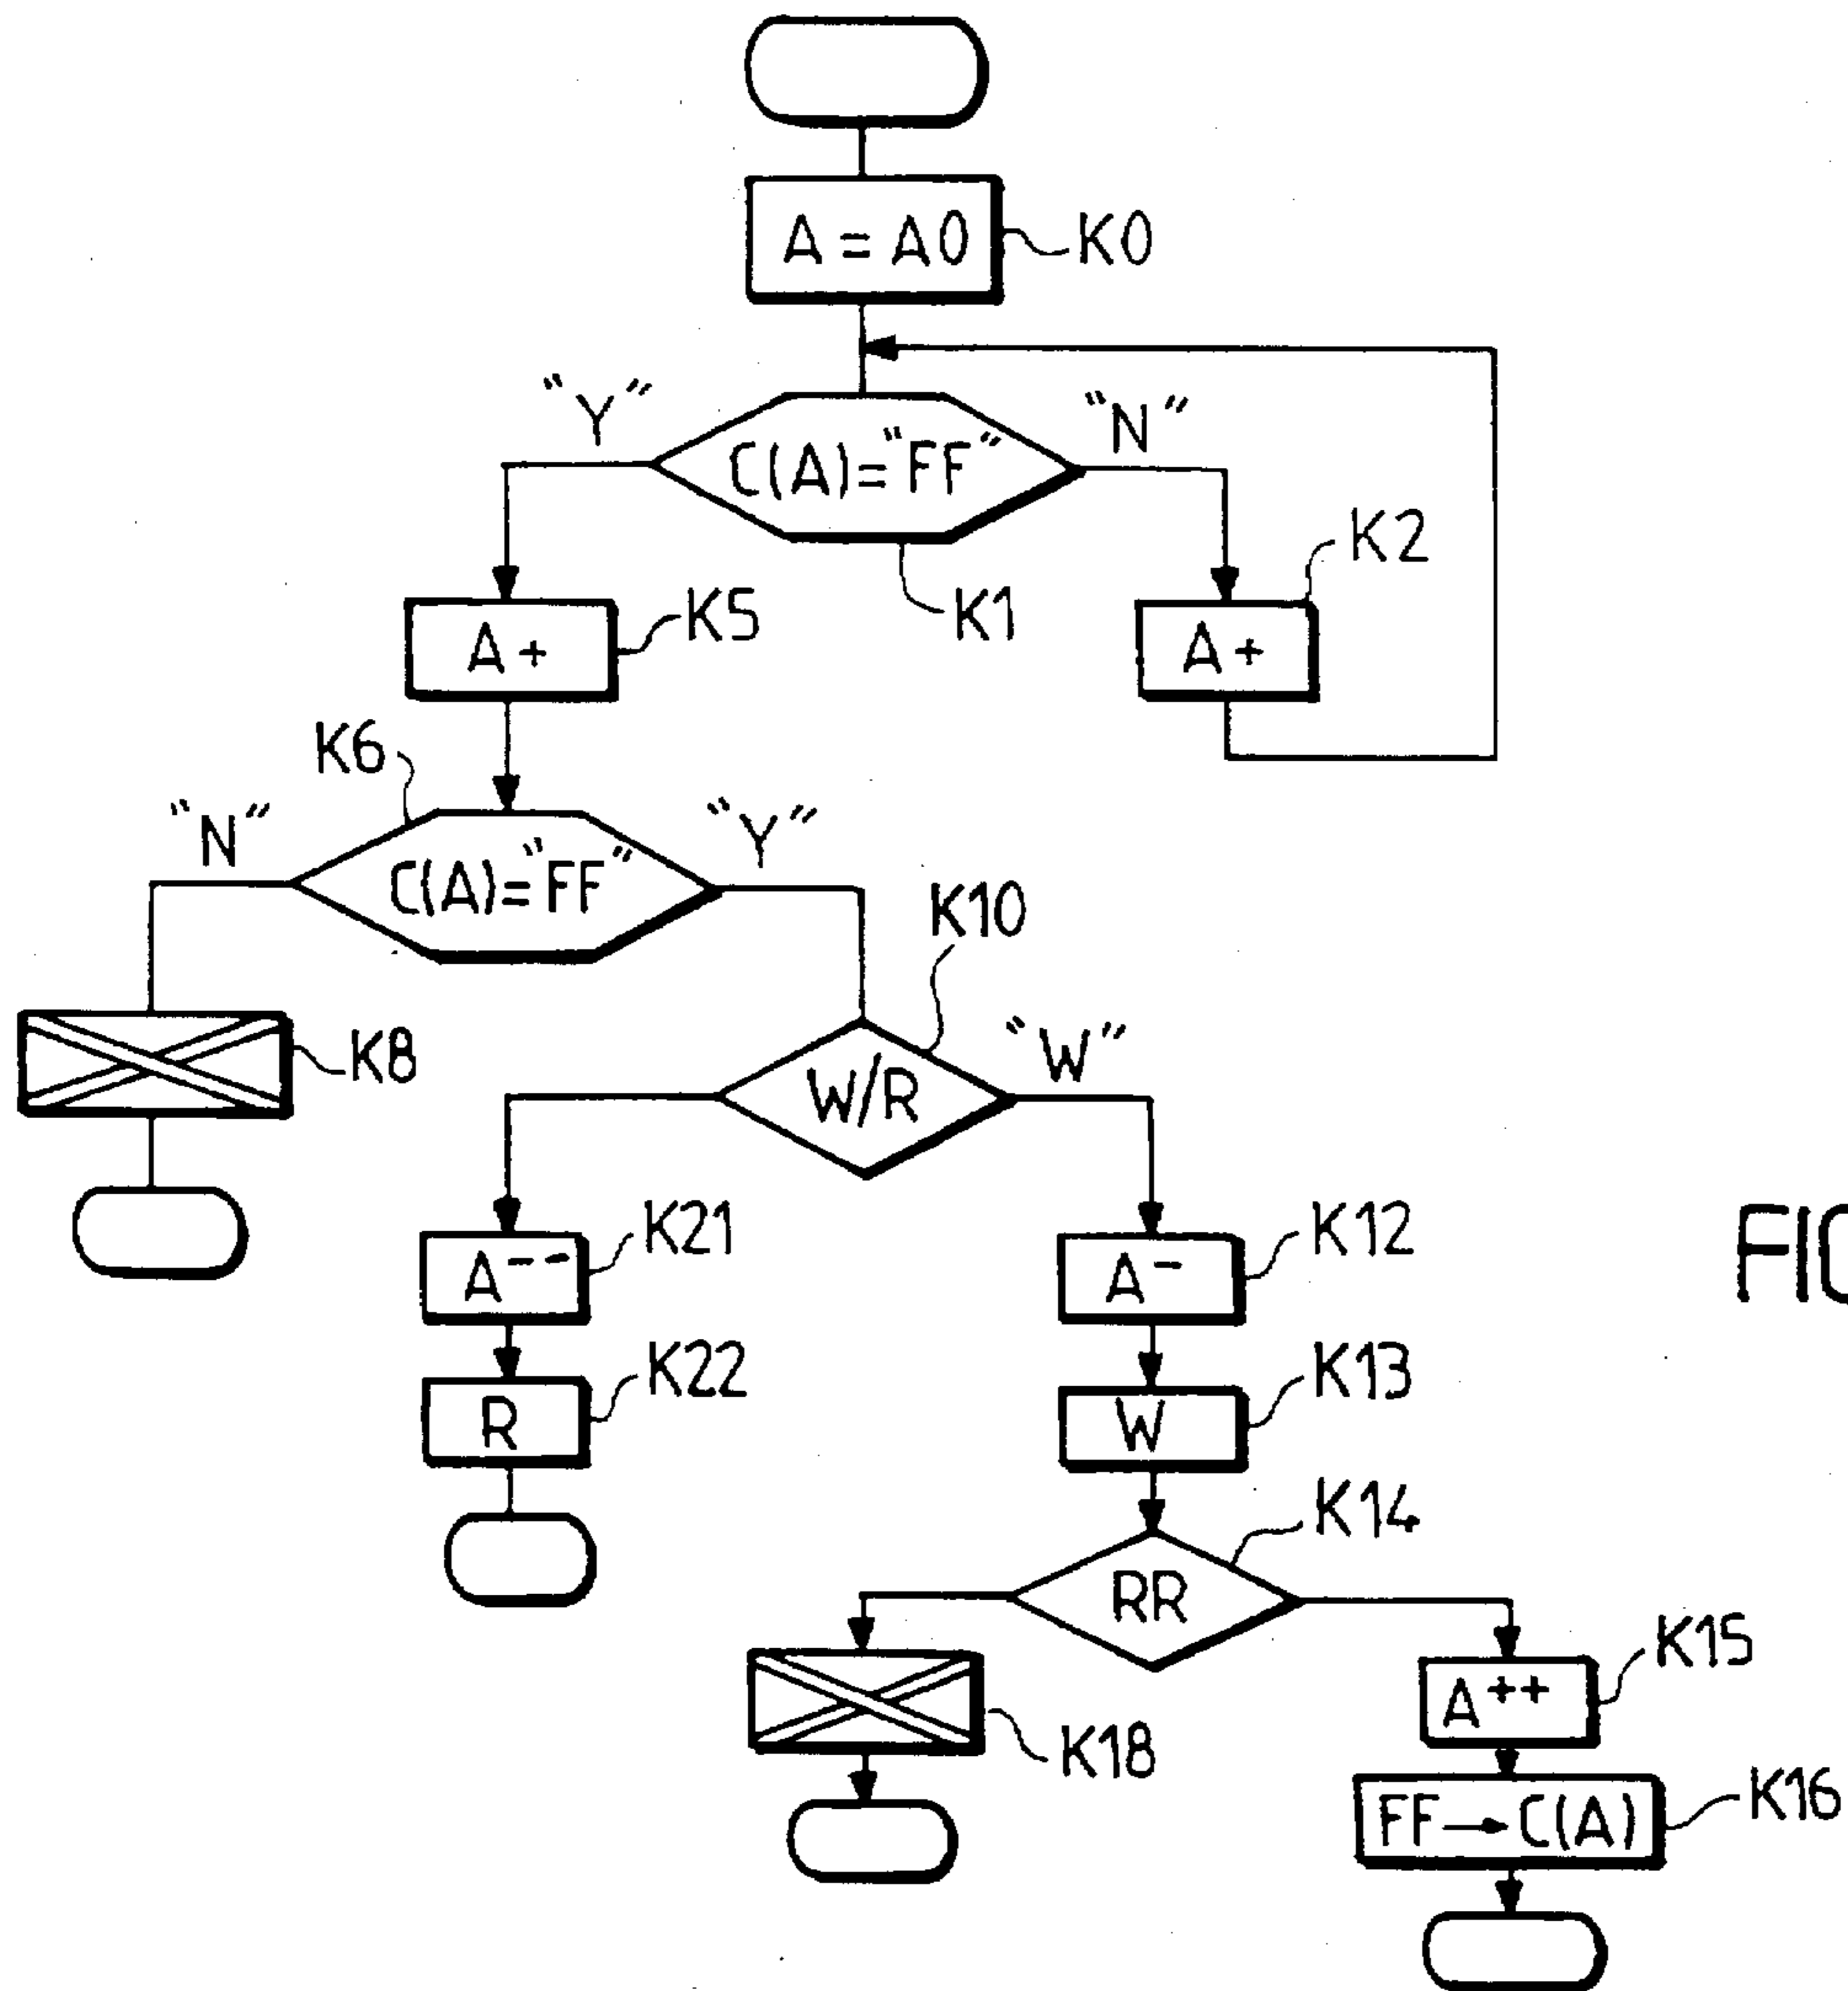 A = A0
K0
"Y"
C(A)="FF"
"N"
K1
K2
A+
K5
A+
K6
"N"
C(A)="FF"
"Y"
K10
K8
W/R
"W"
K21
A--
K12
A-
K22
R
K13
W
K14
RR
K15
A++
K18
K16
FF→C(A)